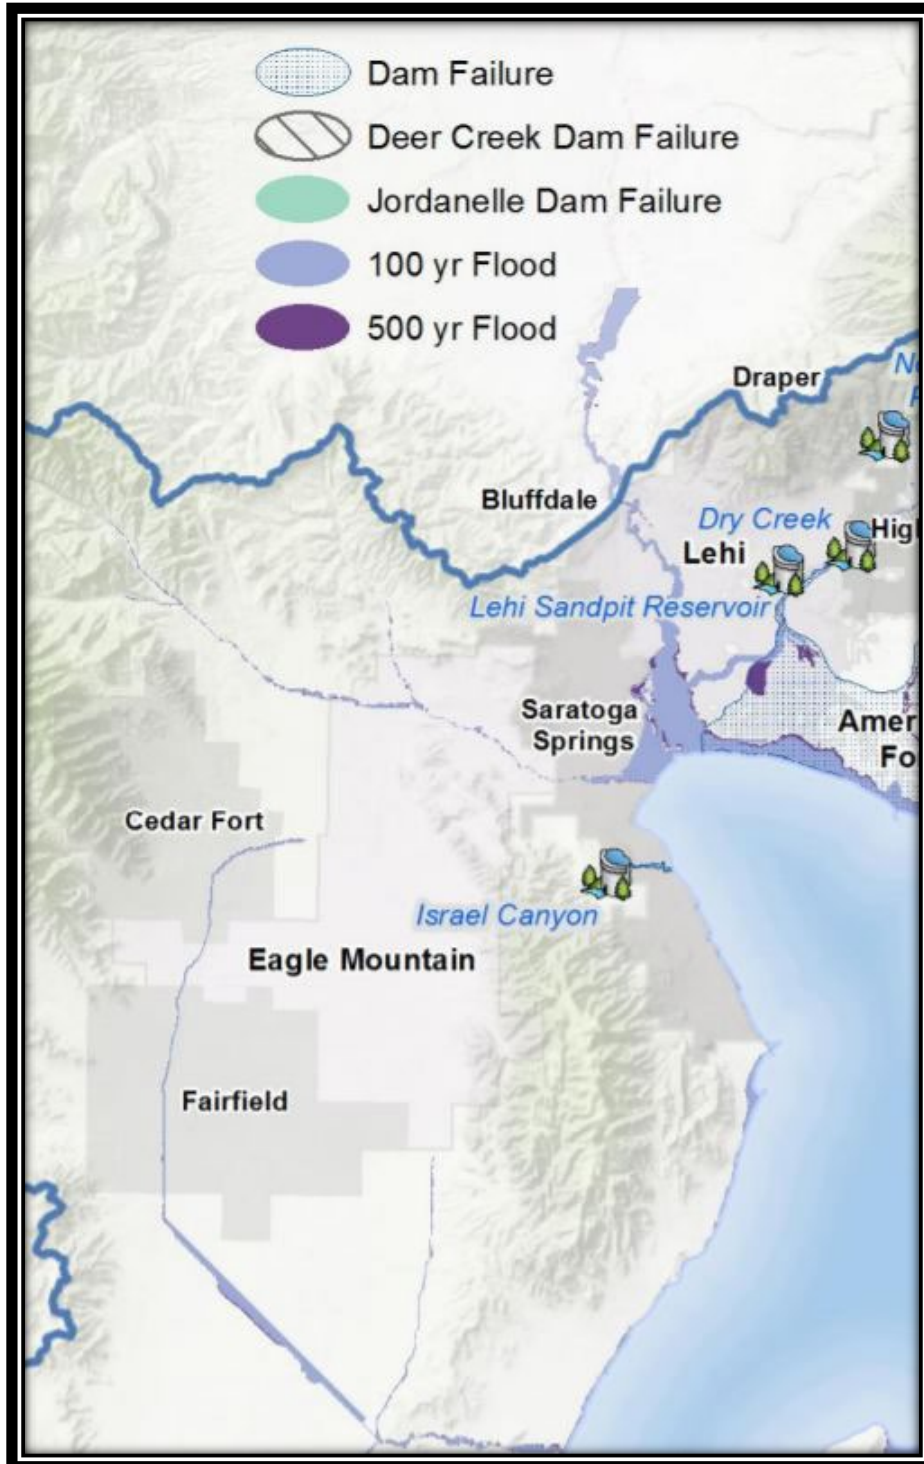 Dam Failure
Deer Creek Dam Failure
Jordanelle Dam Failure
100 yr Flood
500 yr Flood
Draper
Bluffdale
Dry Creek
Lehi
Lehi Sandpit Reservoir
Saratoga
Springs
Cedar Fort
Israel Canyon
Eagle Mountain
Fairfield